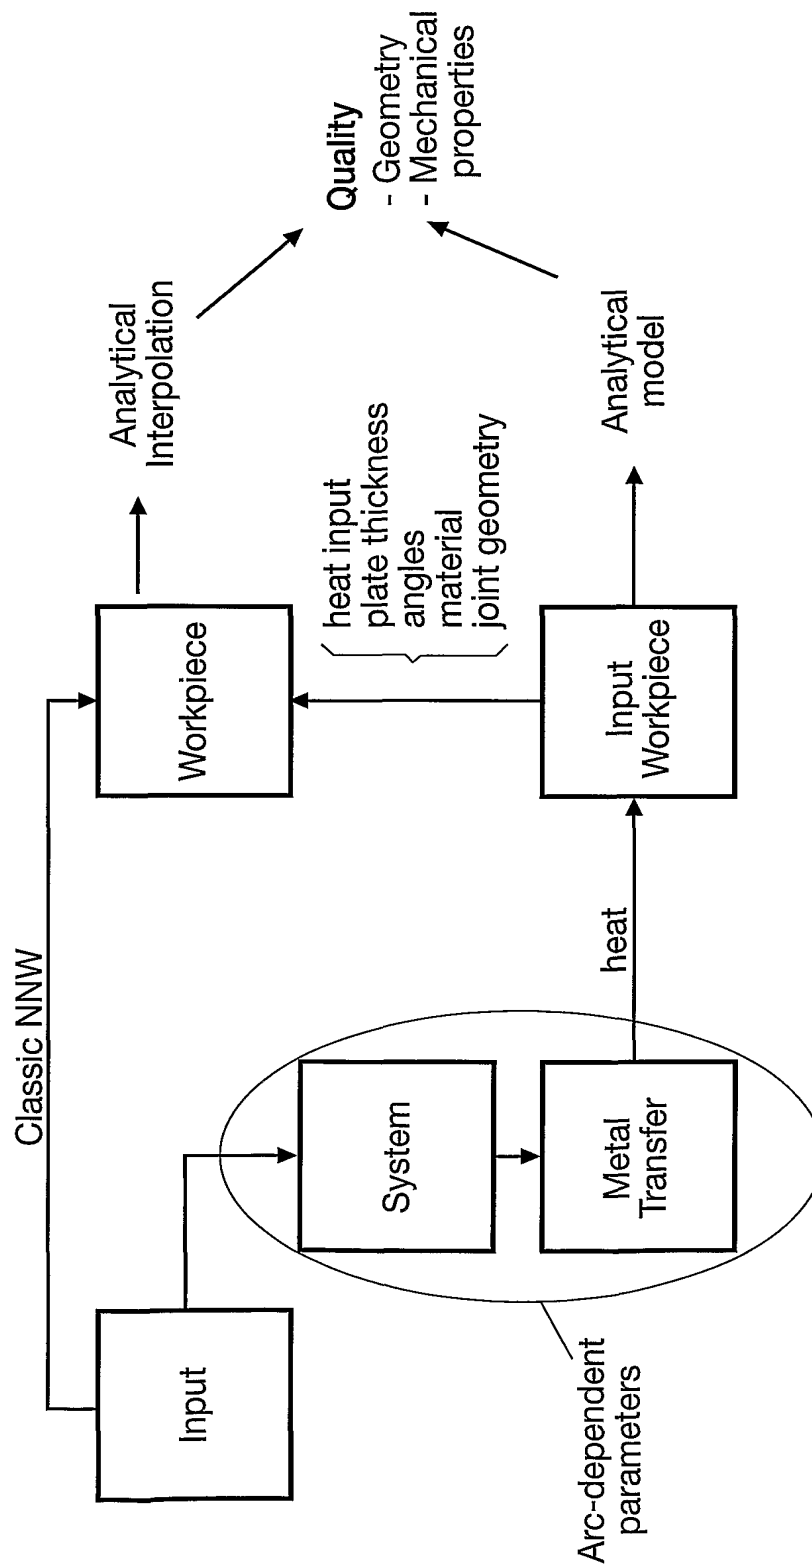 Classic NNW
Input
Workpiece
Analytical
Interpolation
System
heat input
plate thickness
angles
material
joint geometry
Quality
- Geometry
- Mechanical
properties
Metal
Transfer
heat
Input
Workpiece
Analytical
model
Arc-dependent
parameters